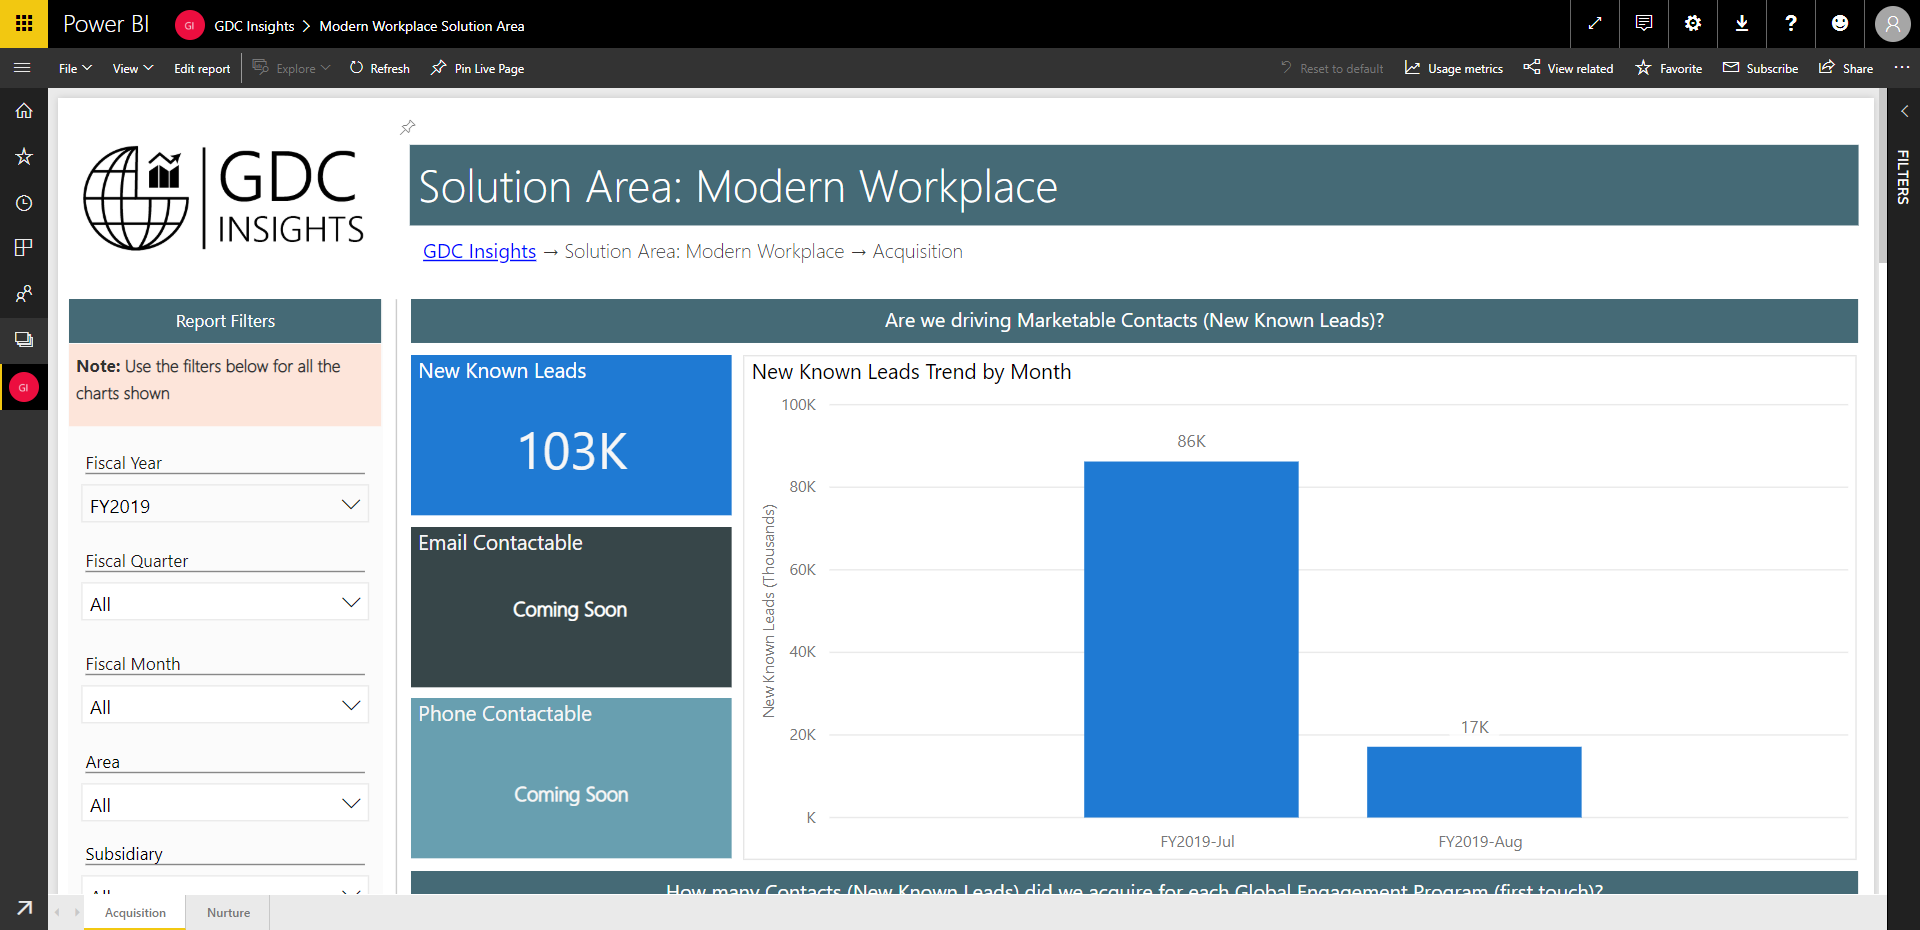 Power BI
GI
GDC Insights > Modern Workplace Solution Area
File
View
Edit report
Explore
Refresh
Pin Live Page
Reset to default
Usage metrics
View related
Favorite
Subscribe
Share
FILTERS
GDC
INSIGHTS
Solution Area: Modern Workplace
GDC Insights → Solution Area: Modern Workplace → Acquisition
Report Filters
Note: Use the filters below for all the
charts shown
Fiscal Year
FY2019
Fiscal Quarter
All
Fiscal Month
All
Area
All
Subsidiary
All
GI
Are we driving Marketable Contacts (New Known Leads)?
New Known Leads
103K
Email Contactable
Coming Soon
Phone Contactable
Coming Soon
New Known Leads Trend by Month
New Known Leads (Thousands)
100K
80K
60K
40K
20K
K
86K
17K
FY2019-Jul
FY2019-Aug
How many Contacts (New Known Leads) did we acquire for each Global Engagement Program (first touch)?
Acquisition
Nurture